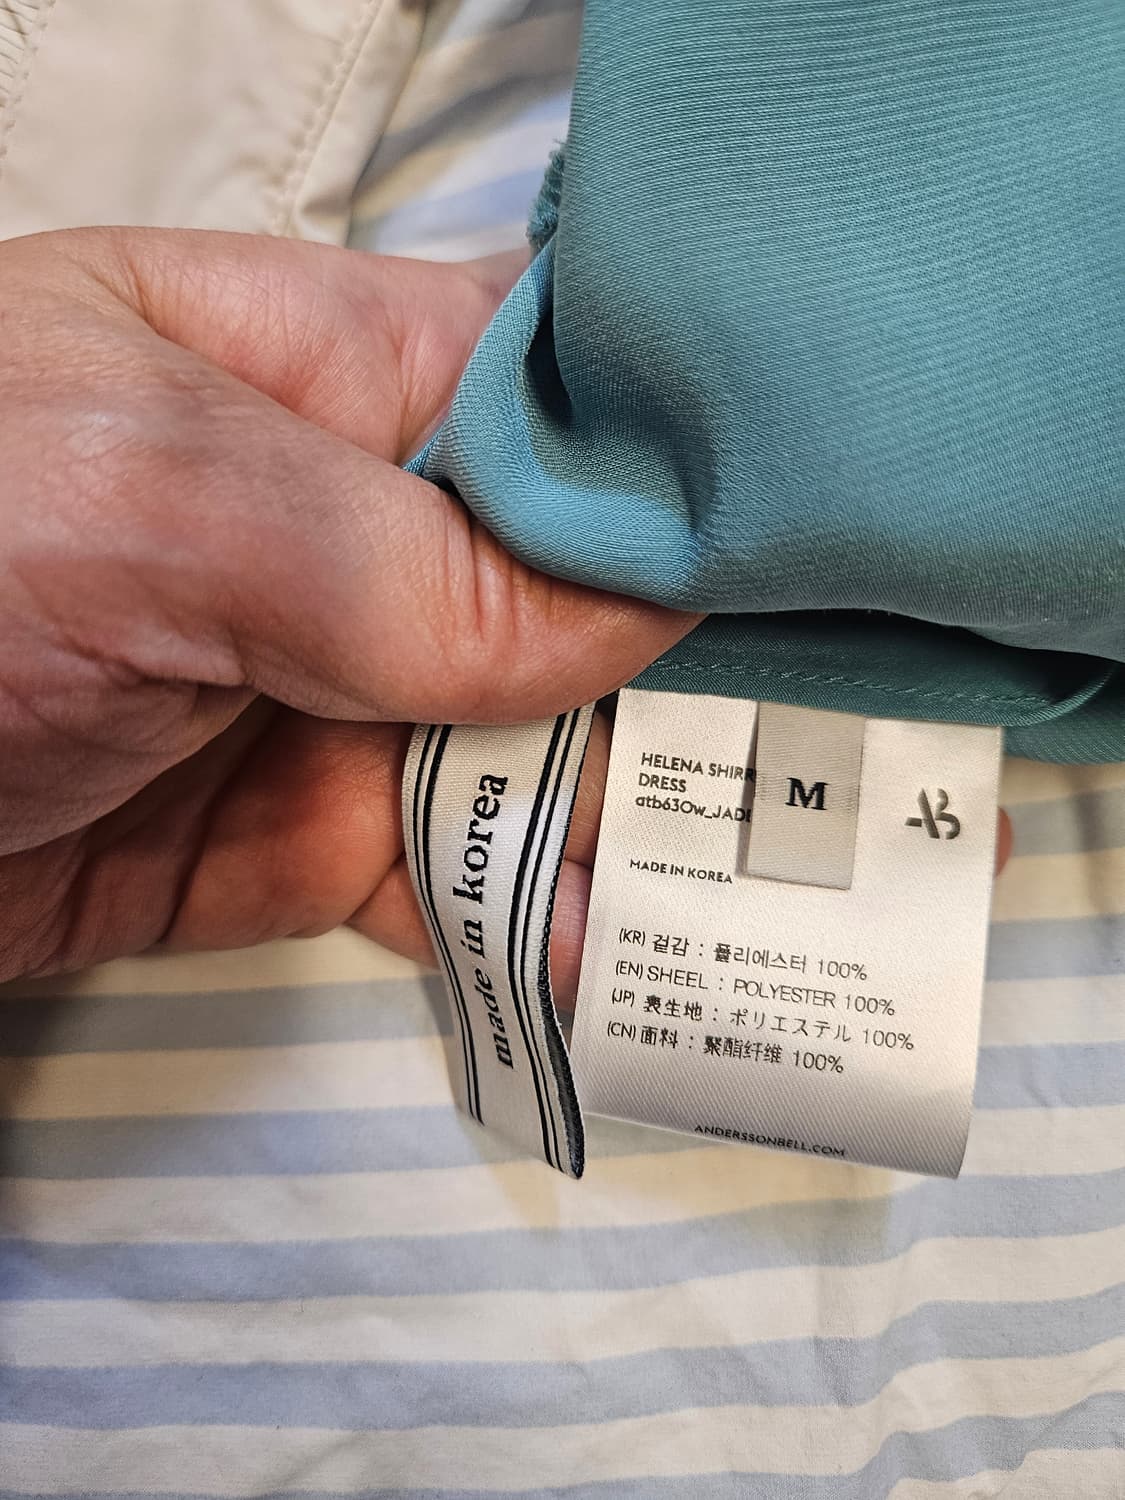 made in korea
HELENA SHIRR
DRESS
atb630w_JADE
M
MADE IN KOREA
(KR) 겉감 : 폴리에스터 100%
(EN) SHEEL : POLYESTER 100%
(JP) 表生地 : ポリエステル 100%
(CN) 面料 : 聚酯纤维 100%
ANDERSSONBELL.COM